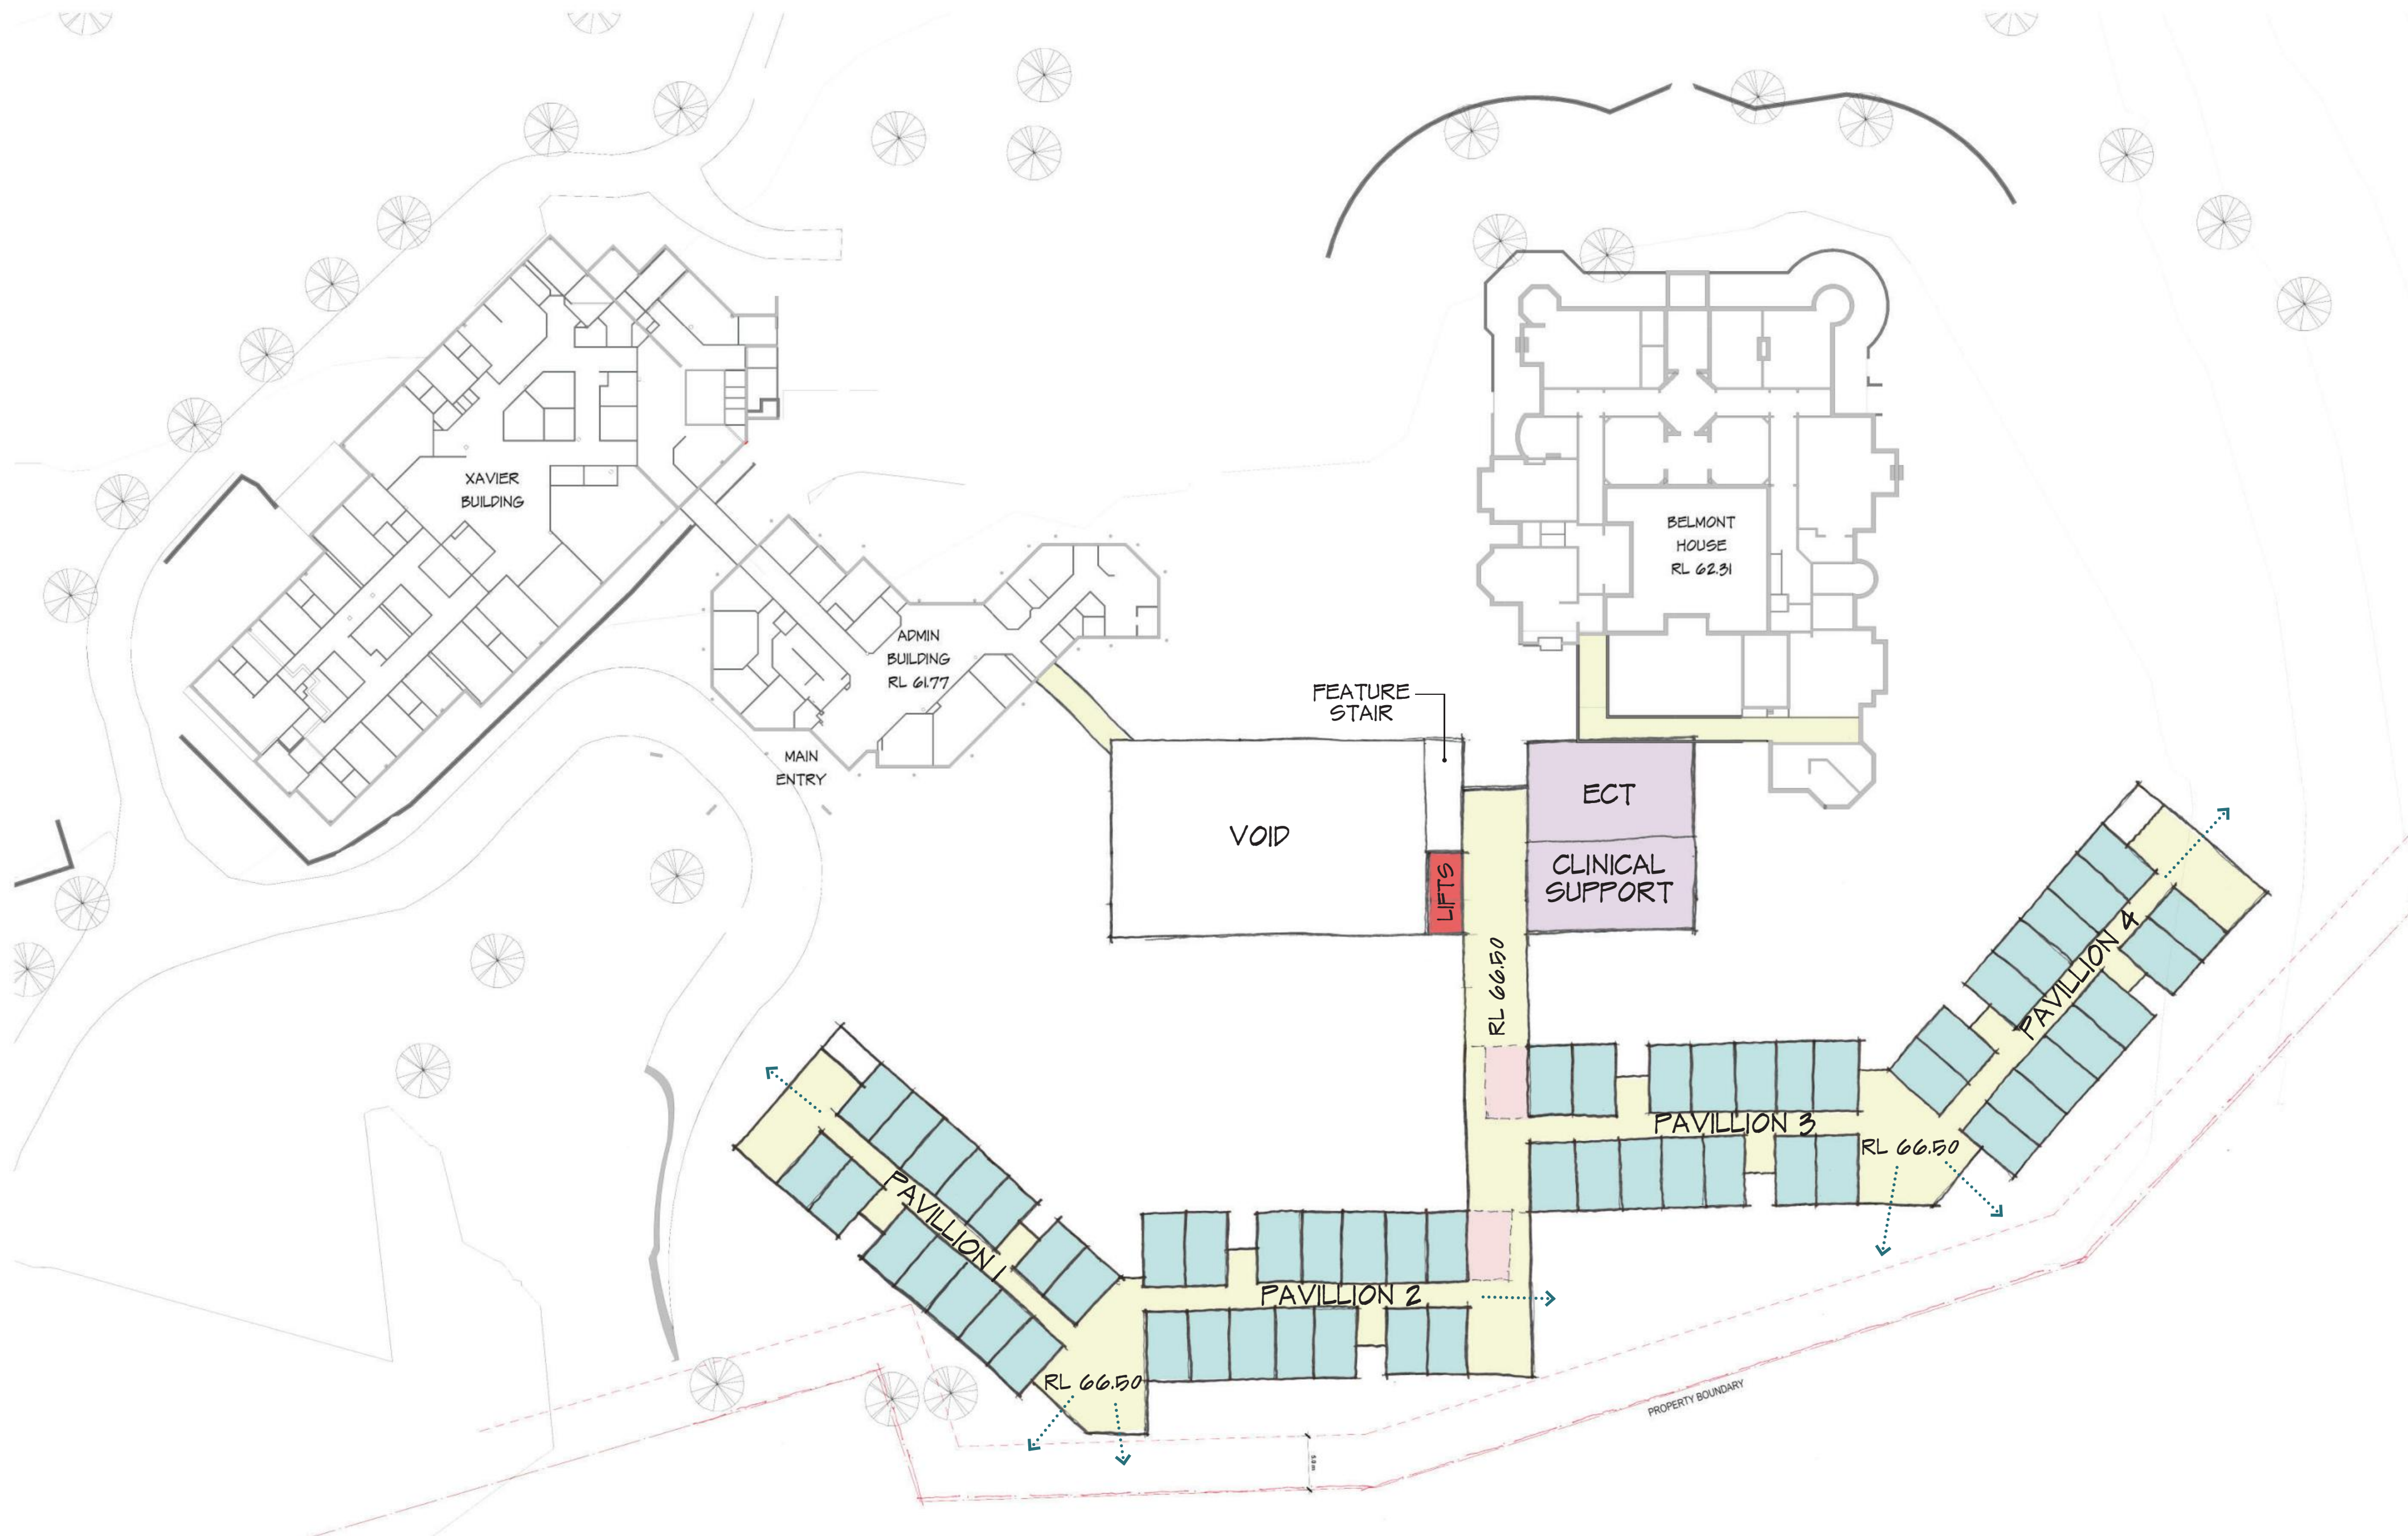 XAVIER
BUILDING
BELMONT
HOUSE
RL 62.31
ADMIN
BUILDING
RL 61.77
MAIN
ENTRY
FEATURE
STAIR
VOID
LIFTS
ECT
CLINICAL
SUPPORT
RL 66.50
PAVILLION 4
PAVILLION 3
RL 66.50
PAVILLION 1
PAVILLION 2
RL 66.50
PROPERTY BOUNDARY
5.0 m